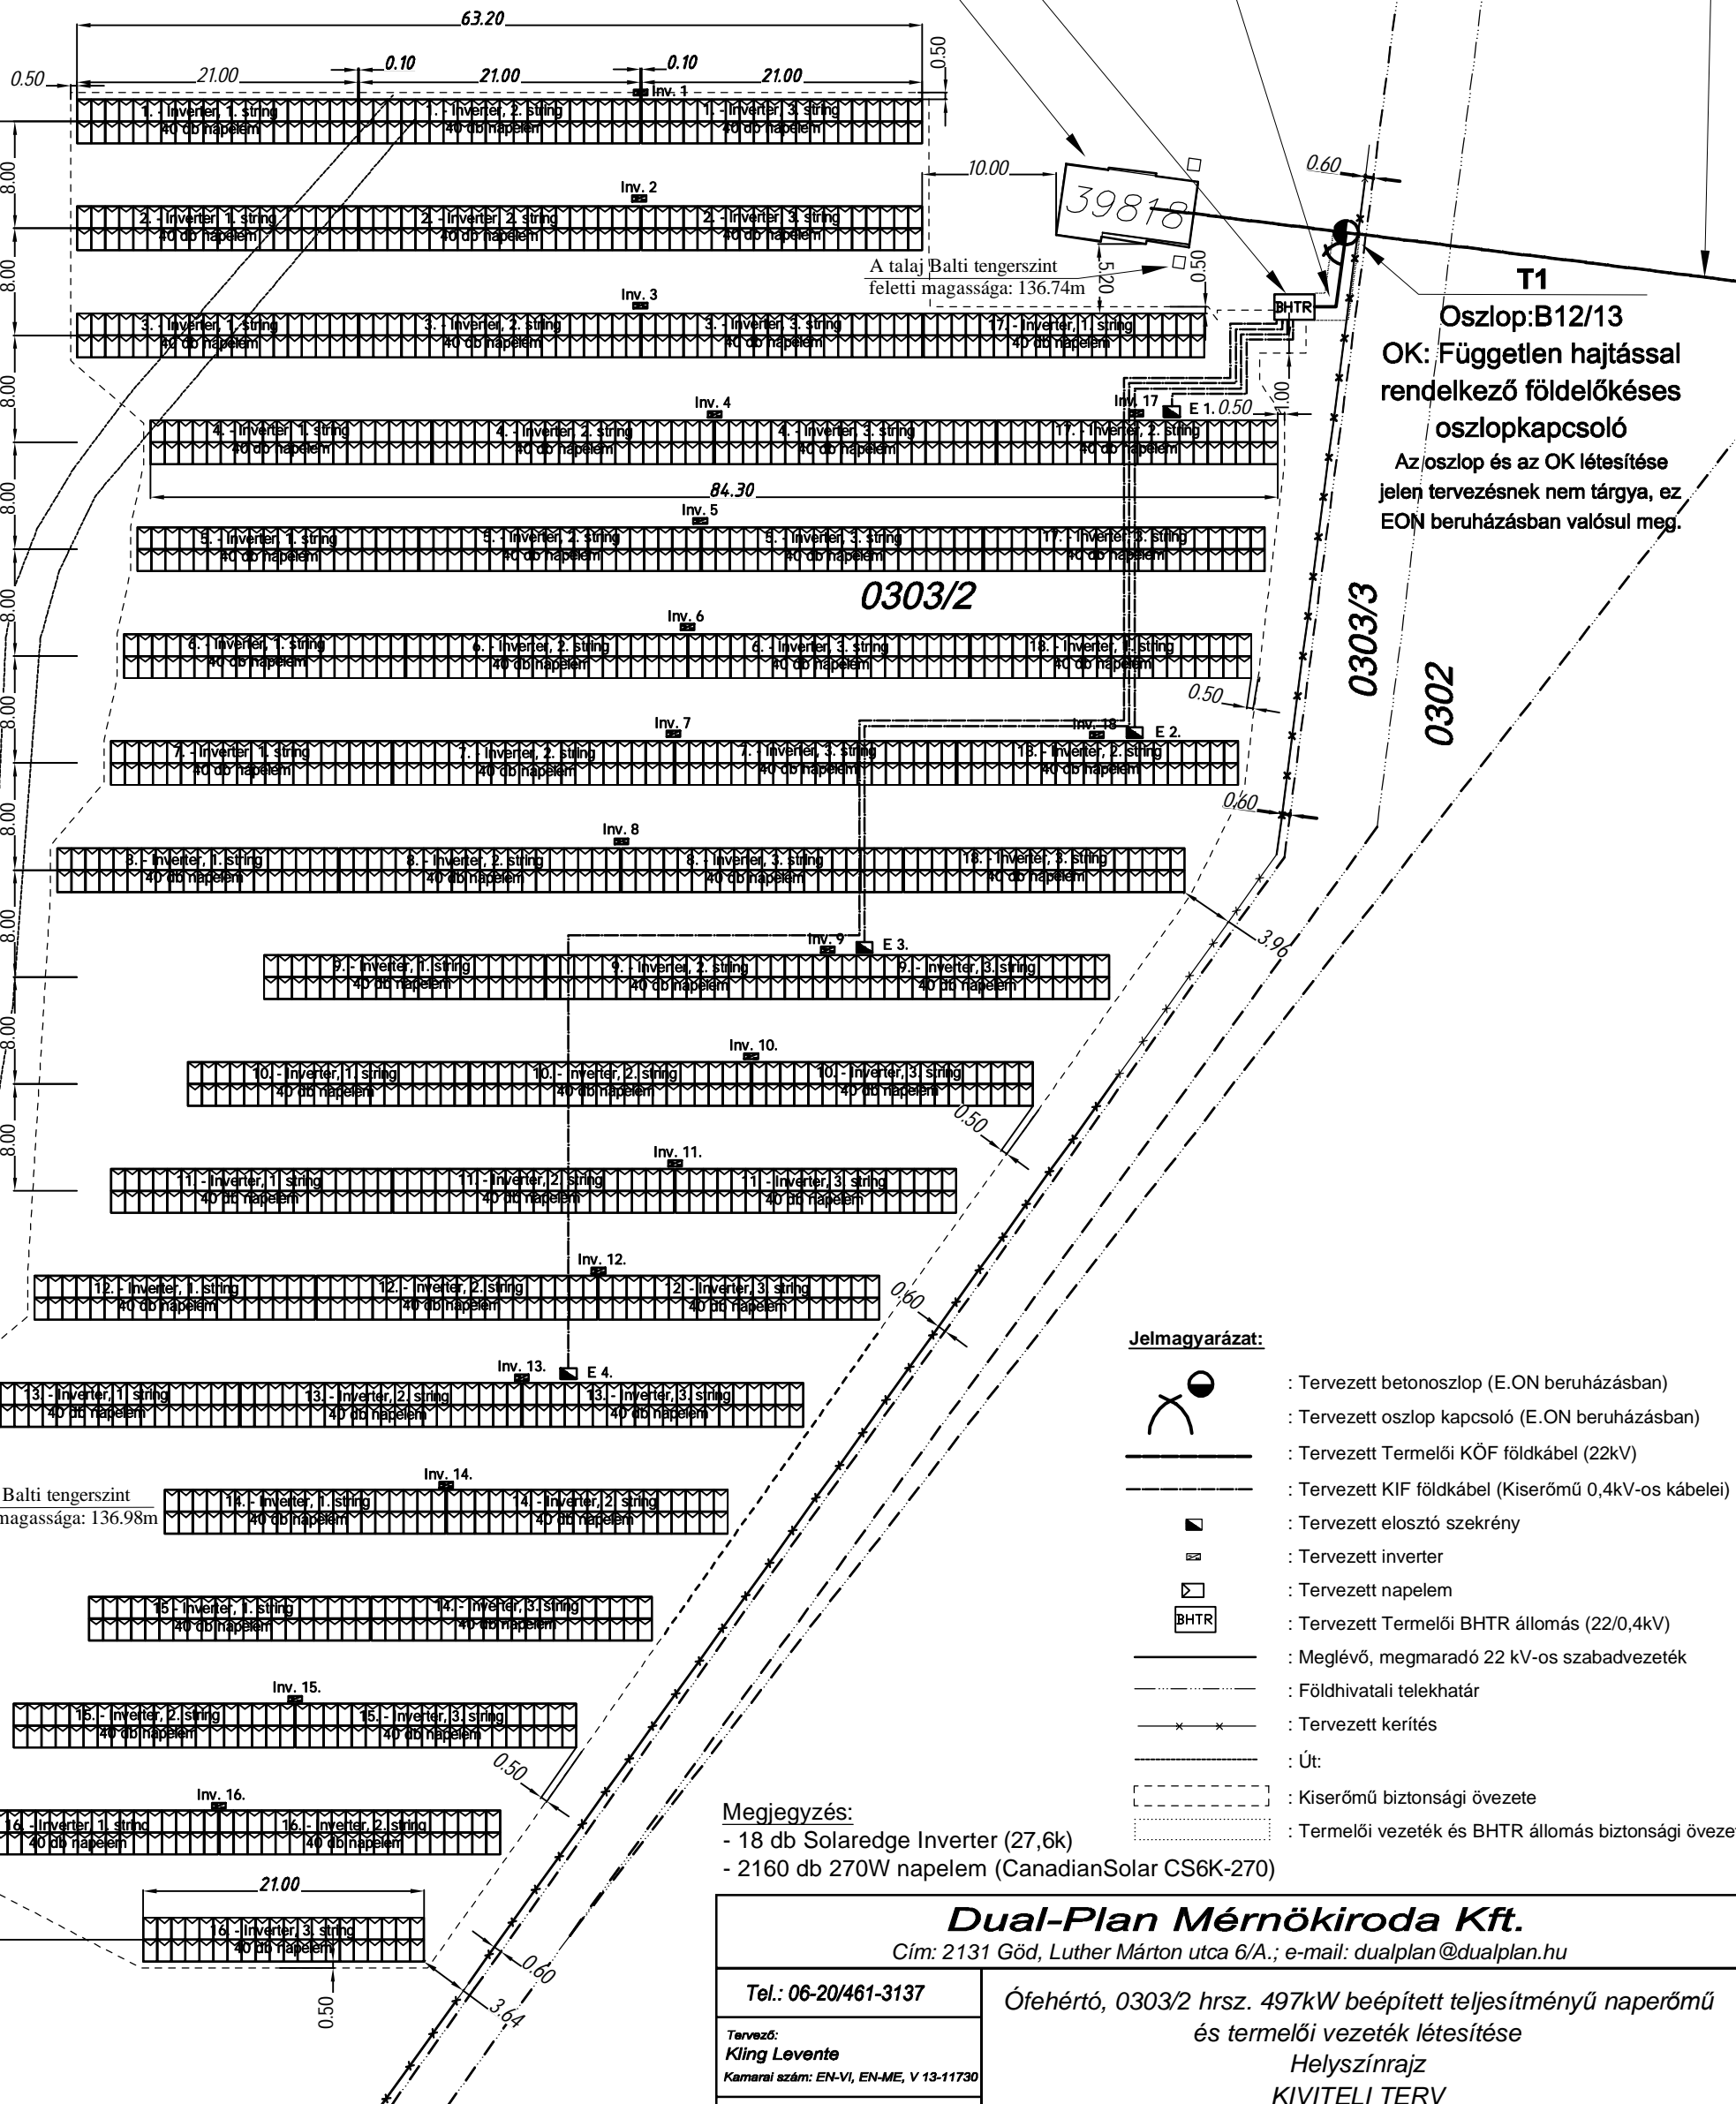 63.20
0.50
21.00
0.10
21.00
0.10
21.00
0.50
Inv. 1
1. - Inverter, 1. string
40 db napelem
1. - Inverter, 2. string
40 db napelem
1. - Inverter, 3. string
40 db napelem
8.00
10.00
39818
0.60
Inv. 2
2. - Inverter, 1. string
40 db napelem
2. - Inverter, 2. string
40 db napelem
2. - Inverter, 3. string
40 db napelem
8.00
A talaj Balti tengerszint
feletti magassága: 136.74m
5.20
0.50
BHTR
T1
Oszlop:B12/13
OK: Független hajtással
rendelkező földelőkéses
oszlopkapcsoló
Az oszlop és az OK létesítése
jelen tervezésnek nem tárgya, ez
EON beruházásban valósul meg.
Inv. 3
3. - Inverter, 1. string
40 db napelem
3. - Inverter, 2. string
40 db napelem
3. - Inverter, 3. string
40 db napelem
17. - Inverter, 1. string
40 db napelem
8.00
1.00
Inv. 4
Inv. 17
E 1.
0.50
4. - Inverter, 1. string
40 db napelem
4. - Inverter, 2. string
40 db napelem
4. - Inverter, 3. string
40 db napelem
17. - Inverter, 2. string
40 db napelem
8.00
84.30
Inv. 5
5. - Inverter, 1. string
40 db napelem
5. - Inverter, 2. string
40 db napelem
5. - Inverter, 3. string
40 db napelem
17. - Inverter, 3. string
40 db napelem
8.00
0303/2
0303/3
0302
Inv. 6
6. - Inverter, 1. string
40 db napelem
6. - Inverter, 2. string
40 db napelem
6. - Inverter, 3. string
40 db napelem
18. - Inverter, 1. string
40 db napelem
8.00
0.50
Inv. 7
Inv. 18
E 2.
7. - Inverter, 1. string
40 db napelem
7. - Inverter, 2. string
40 db napelem
7. - Inverter, 3. string
40 db napelem
18. - Inverter, 2. string
40 db napelem
8.00
0.60
Inv. 8
8. - Inverter, 1. string
40 db napelem
8. - Inverter, 2. string
40 db napelem
8. - Inverter, 3. string
40 db napelem
18. - Inverter, 3. string
40 db napelem
8.00
3.96
Inv. 9
E 3.
9. - Inverter, 1. string
40 db napelem
9. - Inverter, 2. string
40 db napelem
9. - Inverter, 3. string
40 db napelem
8.00
Inv. 10.
10. - Inverter, 1. string
40 db napelem
10. - Inverter, 2. string
40 db napelem
10. - Inverter, 3. string
40 db napelem
8.00
0.50
Inv. 11.
11. - Inverter, 1. string
40 db napelem
11. - Inverter, 2. string
40 db napelem
11. - Inverter, 3. string
40 db napelem
Inv. 12.
12. - Inverter, 1. string
40 db napelem
12. - Inverter, 2. string
40 db napelem
12. - Inverter, 3. string
40 db napelem
0.60
Inv. 13.
E 4.
13. - Inverter, 1. string
40 db napelem
13. - Inverter, 2. string
40 db napelem
13. - Inverter, 3. string
40 db napelem
Balti tengerszint
magassága: 136.98m
Inv. 14.
14. - Inverter, 1. string
40 db napelem
14. - Inverter, 2. string
40 db napelem
15 - Inverter, 1. string
40 db napelem
14. - Inverter, 3. string
40 db napelem
Inv. 15.
15. - Inverter, 2. string
40 db napelem
15. - Inverter, 3. string
40 db napelem
0.50
Inv. 16.
16. - Inverter, 1. string
40 db napelem
16. - Inverter, 2. string
40 db napelem
21.00
16. - Inverter, 3. string
40 db napelem
0.50
0.60
3.64
Jelmagyarázat:
: Tervezett betonoszlop (E.ON beruházásban)
: Tervezett oszlop kapcsoló (E.ON beruházásban)
: Tervezett Termelői KÖF földkábel (22kV)
: Tervezett KIF földkábel (Kiserőmű 0,4kV-os kábelei)
: Tervezett elosztó szekrény
: Tervezett inverter
: Tervezett napelem
BHTR : Tervezett Termelői BHTR állomás (22/0,4kV)
: Meglévő, megmaradó 22 kV-os szabadvezeték
: Földhivatali telekhatár
: Tervezett kerítés
: Út:
: Kiserőmű biztonsági övezete
: Termelői vezeték és BHTR állomás biztonsági övezet
Megjegyzés:
- 18 db Solaredge Inverter (27,6k)
- 2160 db 270W napelem (CanadianSolar CS6K-270)
Dual-Plan Mérnökiroda Kft.
Cím: 2131 Göd, Luther Márton utca 6/A.; e-mail: dualplan@dualplan.hu
Tel.: 06-20/461-3137
Tervező:
Kling Levente
Kamarai szám: EN-VI, EN-ME, V 13-11730
Ófehértó, 0303/2 hrsz. 497kW beépített teljesítményű naperőmű
és termelői vezeték létesítése
Helyszínrajz
KIVITELI TERV